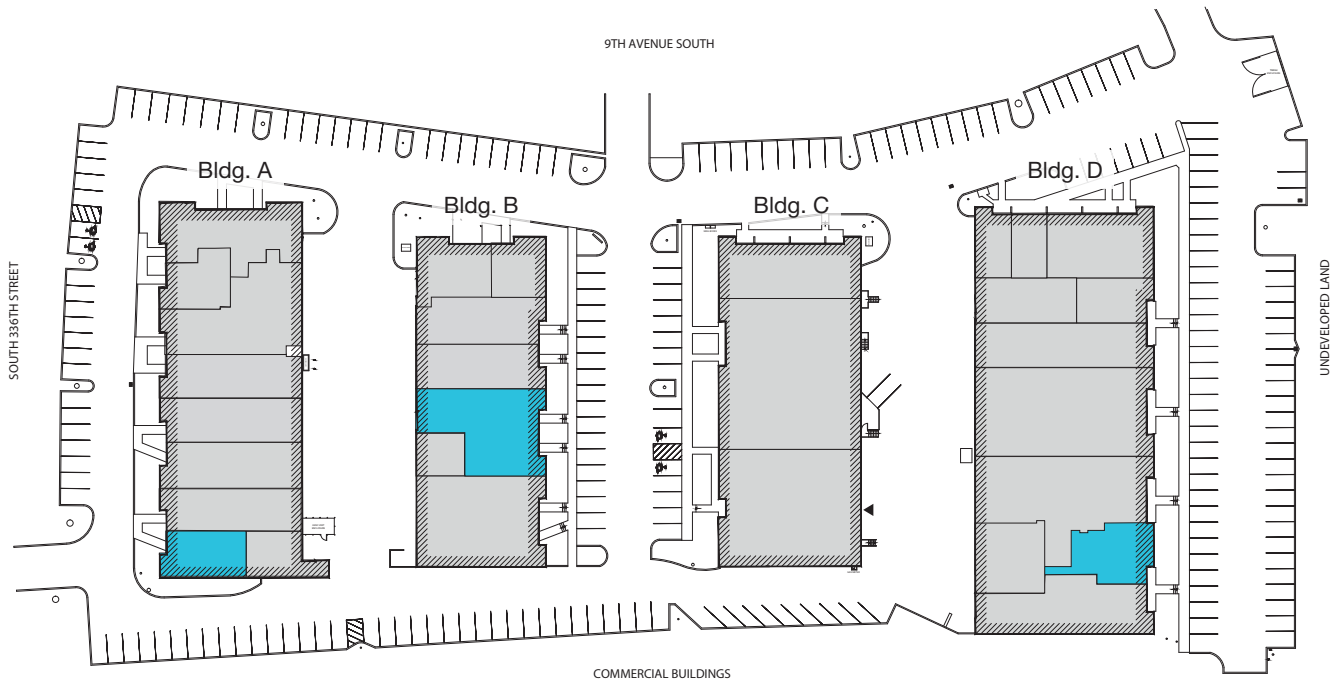 9TH AVENUE SOUTH
Bldg. A
Bldg. B
Bldg. C
Bldg. D
SOUTH 336TH STREET
UNDEVELOPED LAND
COMMERCIAL BUILDINGS